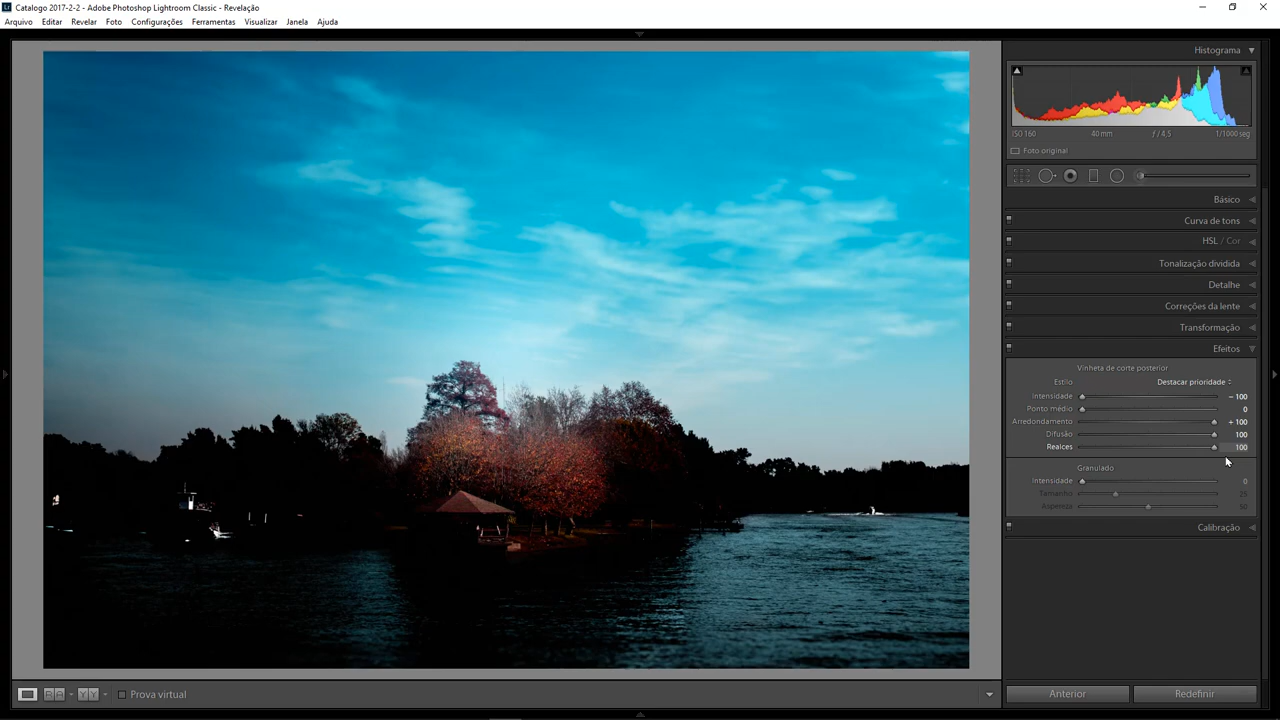 Catalogo 2017-2-2 - Adobe Photoshop Lightroom Classic - Revelação
Arquivo Editar Revelar Foto Configurações Ferramentas Visualizar Janela Ajuda
Histograma
ISO 160 40 mm ƒ / 4,5 1/1000 seg
Foto original
Básico
Curva de tons
HSL / Cor
Tonalização dividida
Detalhe
Correções da lente
Transformação
Efeitos
Vinheta de corte posterior
Estilo Destacar prioridade
Intensidade - 100
Ponto médio 0
Arredondamento + 100
Difusão 100
Realces 100
Granulado
Intensidade 0
Tamanho 25
Aspereza 50
Calibração
Prova virtual
Anterior Redefinir